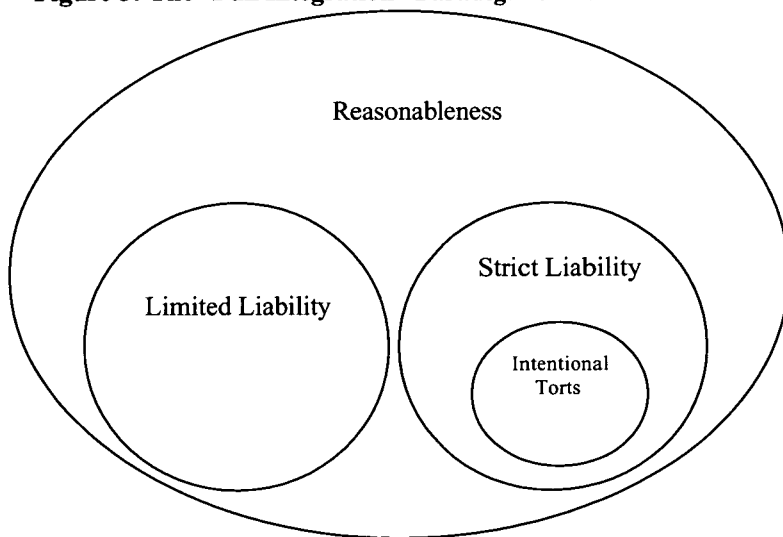 Reasonableness
Limited Liability
Strict Liability
Intentional
Torts